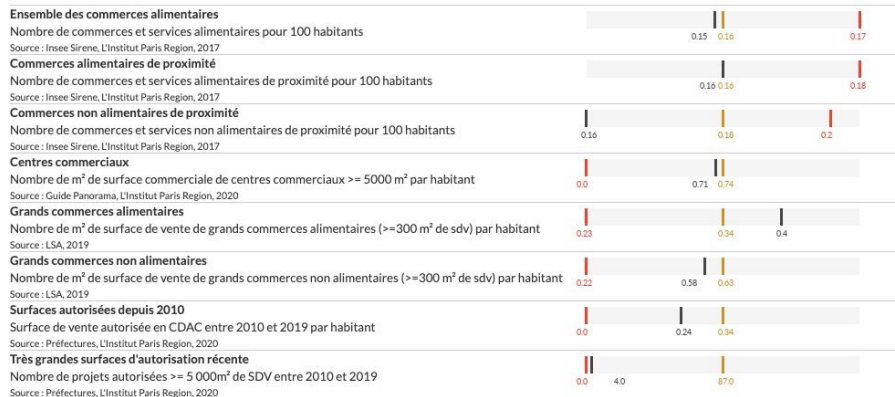 Ensemble des commerces alimentaires
Nombre de commerces et services alimentaires pour 100 habitants
0.15 0.16 0.17
Source : Insee Sirene, L'Institut Paris Region, 2017
Commerces alimentaires de proximité
Nombre de commerces et services alimentaires de proximité pour 100 habitants
0.16 0.16 0.18
Source : Insee Sirene, L'Institut Paris Region, 2017
Commerces non alimentaires de proximité
Nombre de commerces et services non alimentaires de proximité pour 100 habitants
0.16 0.18 0.2
Source : Insee Sirene, L'Institut Paris Region, 2017
Centres commerciaux
Nombre de m² de surface commerciale de centres commerciaux >= 5000 m² par habitant
0.0 0.71 0.74
Source : Guide Panorama, L'Institut Paris Region, 2020
Grands commerces alimentaires
Nombre de m² de surface de vente de grands commerces alimentaires (>=300 m² de sdv) par habitant
0.23 0.34 0.4
Source : LSA, 2019
Grands commerces non alimentaires
Nombre de m² de surface de vente de grands commerces non alimentaires (>=300 m² de sdv) par habitant
0.22 0.58 0.63
Source : LSA, 2019
Surfaces autorisées depuis 2010
Surface de vente autorisée en CDAC entre 2010 et 2019 par habitant
0.0 0.24 0.34
Source : Préfectures, L'Institut Paris Region, 2020
Très grandes surfaces d'autorisation récente
Nombre de projets autorisées >= 5 000m² de SDV entre 2010 et 2019
0.0 4.0 87.0
Source : Préfectures, L'Institut Paris Region, 2020